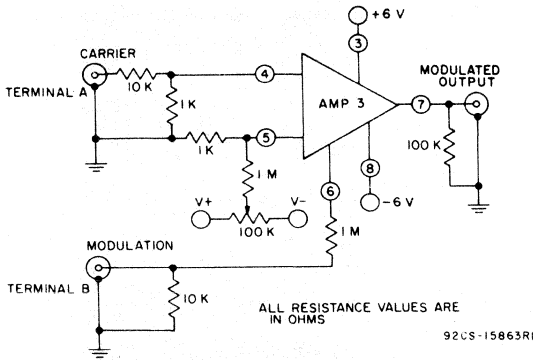 +6 V
3
CARRIER
MODULATED
OUTPUT
4
7
10 K
TERMINAL A
AMP 3
1 K
5
1 K
8
100 K
6
1 M
-6 V
V+
V-
100 K
1 M
MODULATION
TERMINAL B
10 K
ALL RESISTANCE VALUES ARE
IN OHMS
92CS-15863R1